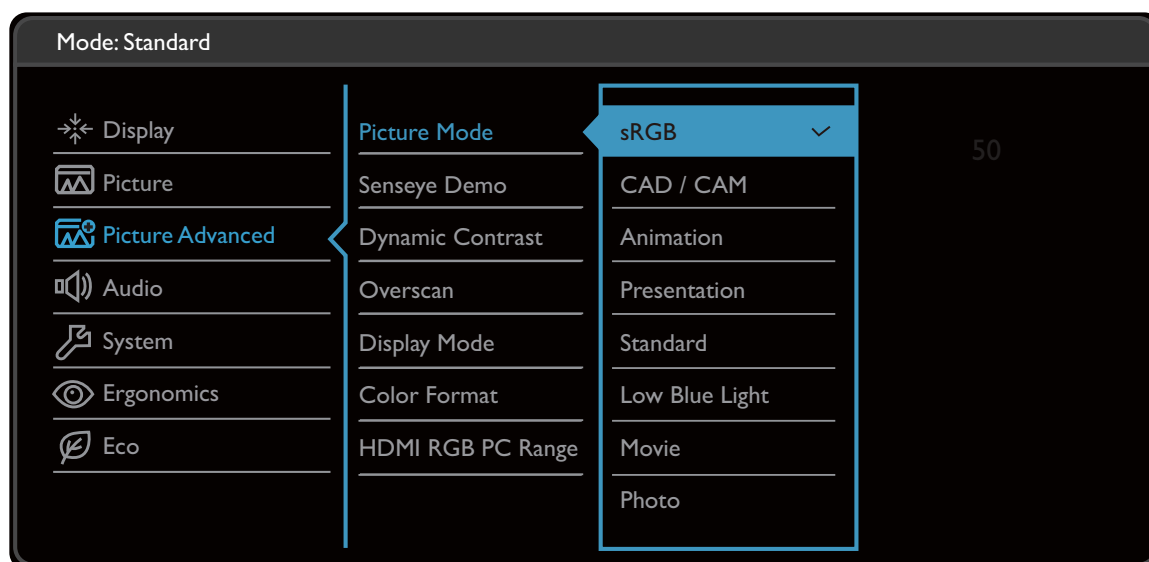 Mode: Standard
Display
Picture
Picture Advanced
Audio
System
Ergonomics
Eco
Picture Mode
Senseye Demo
Dynamic Contrast
Overscan
Display Mode
Color Format
HDMI RGB PC Range
sRGB
CAD / CAM
Animation
Presentation
Standard
Low Blue Light
Movie
Photo
50